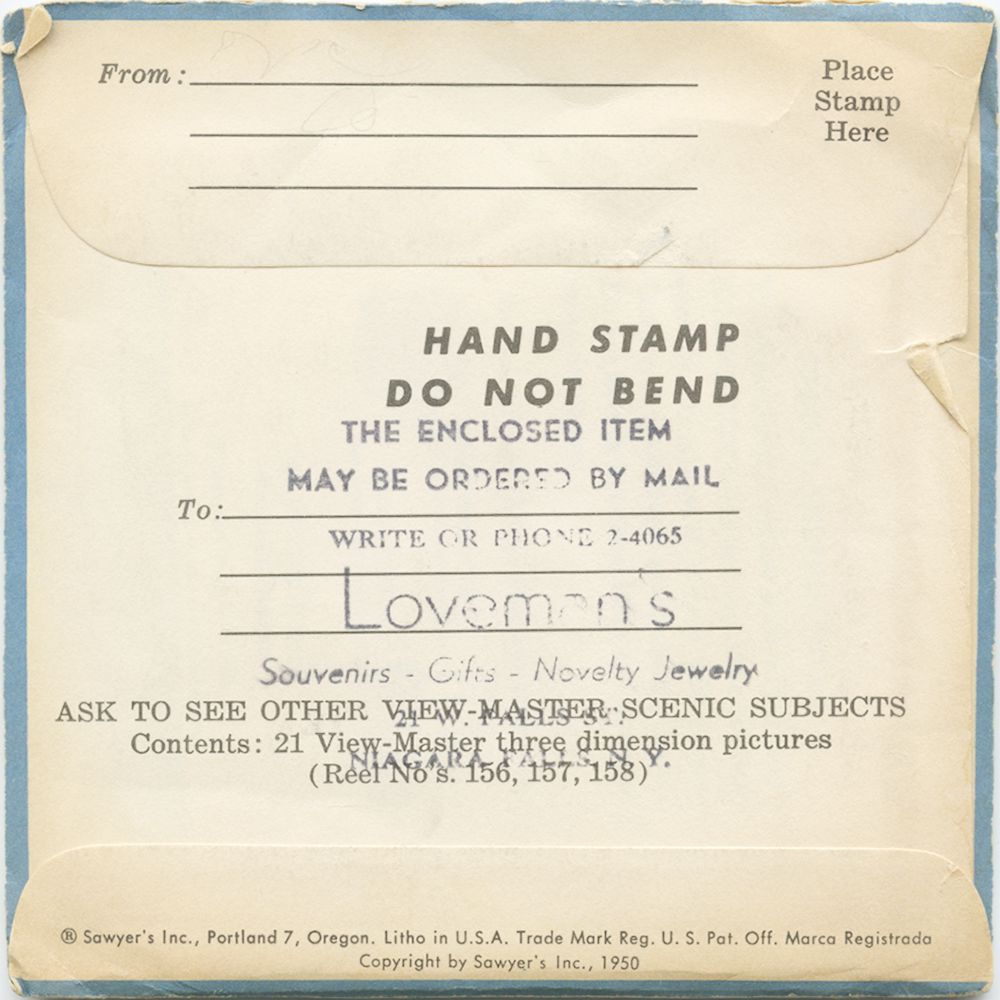 From :
Place
Stamp
Here
HAND STAMP
DO NOT BEND
THE ENCLOSED ITEM
MAY BE ORDERED BY MAIL
To:
WRITE OR PHONE 2-4065
Loveman's
Souvenirs - Gifts - Novelty Jewelry
ASK TO SEE OTHER VIEW-MASTER SCENIC SUBJECTS
21 W. FALLS ST.
Contents: 21 View-Master three dimension pictures
NIAGARA FALLS N. Y.
(Reel No's. 156, 157, 158)
® Sawyer's Inc., Portland 7, Oregon. Litho in U.S.A. Trade Mark Reg. U. S. Pat. Off. Marca Registrada
Copyright by Sawyer's Inc., 1950